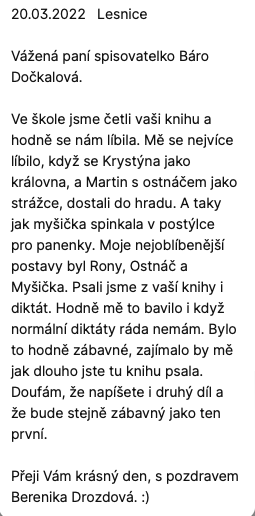 20.03.2022   Lesnice

Vážená paní spisovatelko Báro
Dočkalová.

Ve škole jsme četli vaši knihu a
hodně se nám líbila. Mě se nejvíce
líbilo, když se Krystýna jako
královna, a Martin s ostnáčem jako
strážce, dostali do hradu. A taky
jak myšička spinkala v postýlce
pro panenky. Moje nejoblíbenější
postavy byl Rony, Ostnáč a
Myšička. Psali jsme z vaší knihy i
diktát. Hodně mě to bavilo i když
normální diktáty ráda nemám. Bylo
to hodně zábavné, zajímalo by mě
jak dlouho jste tu knihu psala.
Doufám, že napíšete i druhý díl a
že bude stejně zábavný jako ten
první.

Přeji Vám krásný den, s pozdravem
Berenika Drozdová. :)